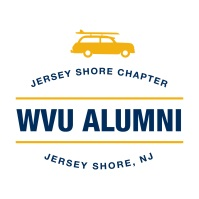 JERSEY SHORE CHAPTER
WVU ALUMNI
JERSEY SHORE, NJ